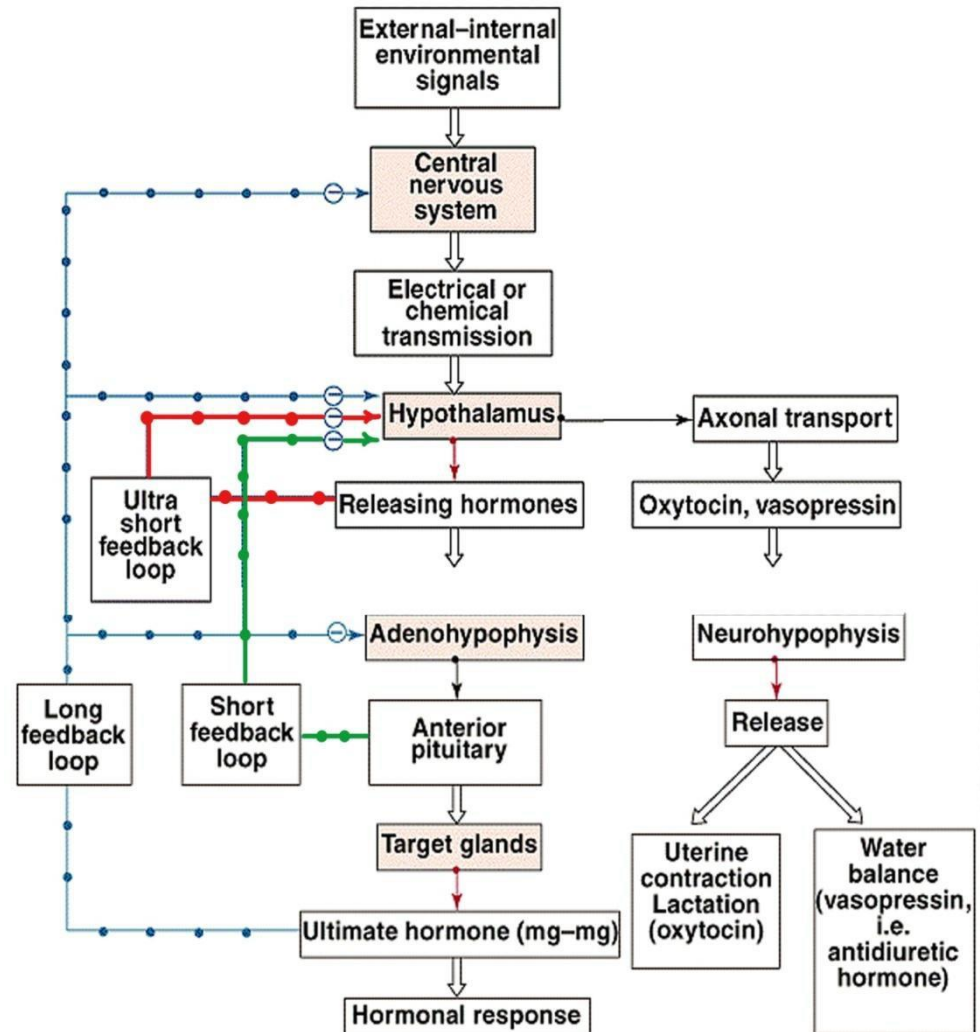 External–internal
environmental
signals
Central
nervous
system
Electrical or
chemical
transmission
Hypothalamus
Axonal transport
Ultra
short
feedback
loop
Releasing hormones
Oxytocin, vasopressin
Adenohypophysis
Neurohypophysis
Long
feedback
loop
Short
feedback
loop
Anterior
pituitary
Release
Target glands
Uterine
contraction
Lactation
(oxytocin)
Water
balance
(vasopressin,
i.e.
antidiuretic
hormone)
Ultimate hormone (mg–mg)
Hormonal response